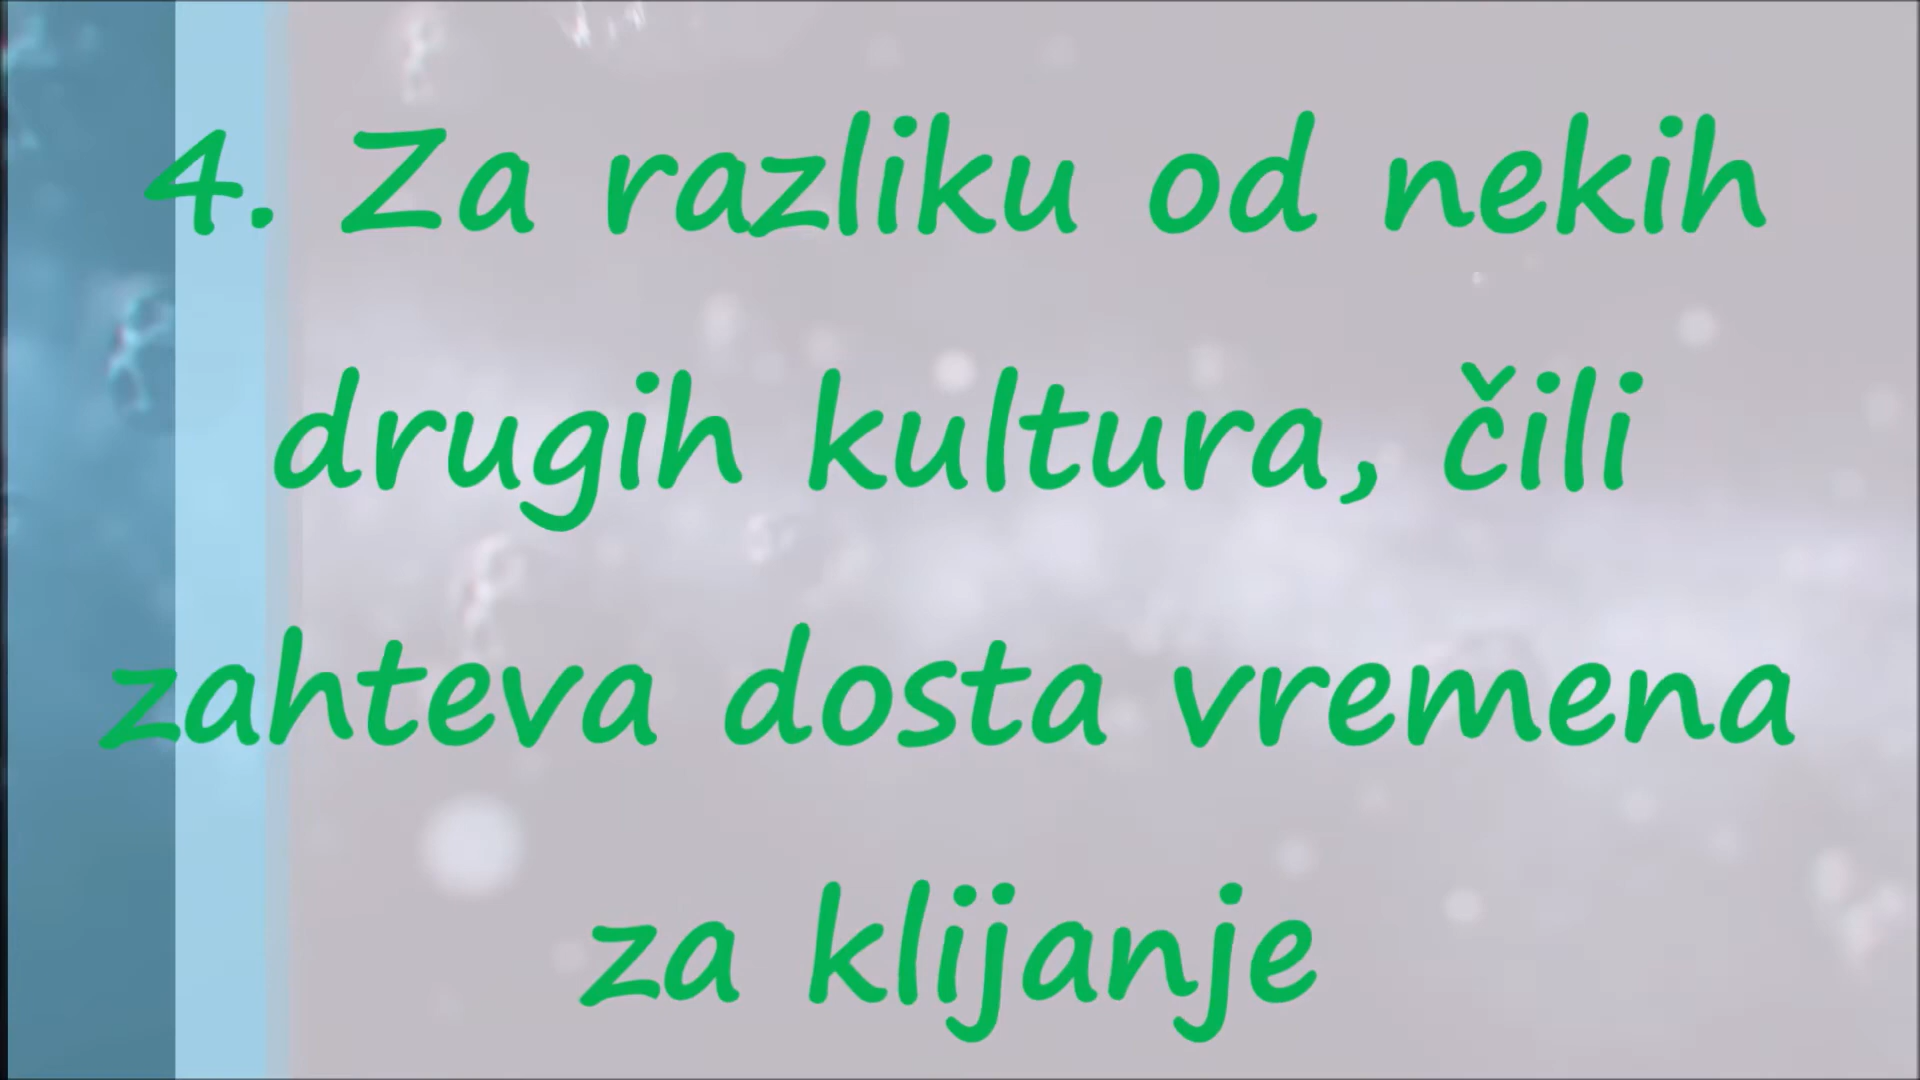 4. Za razliku od nekih
drugih kultura, čili
zahteva dosta vremena
za klijanje